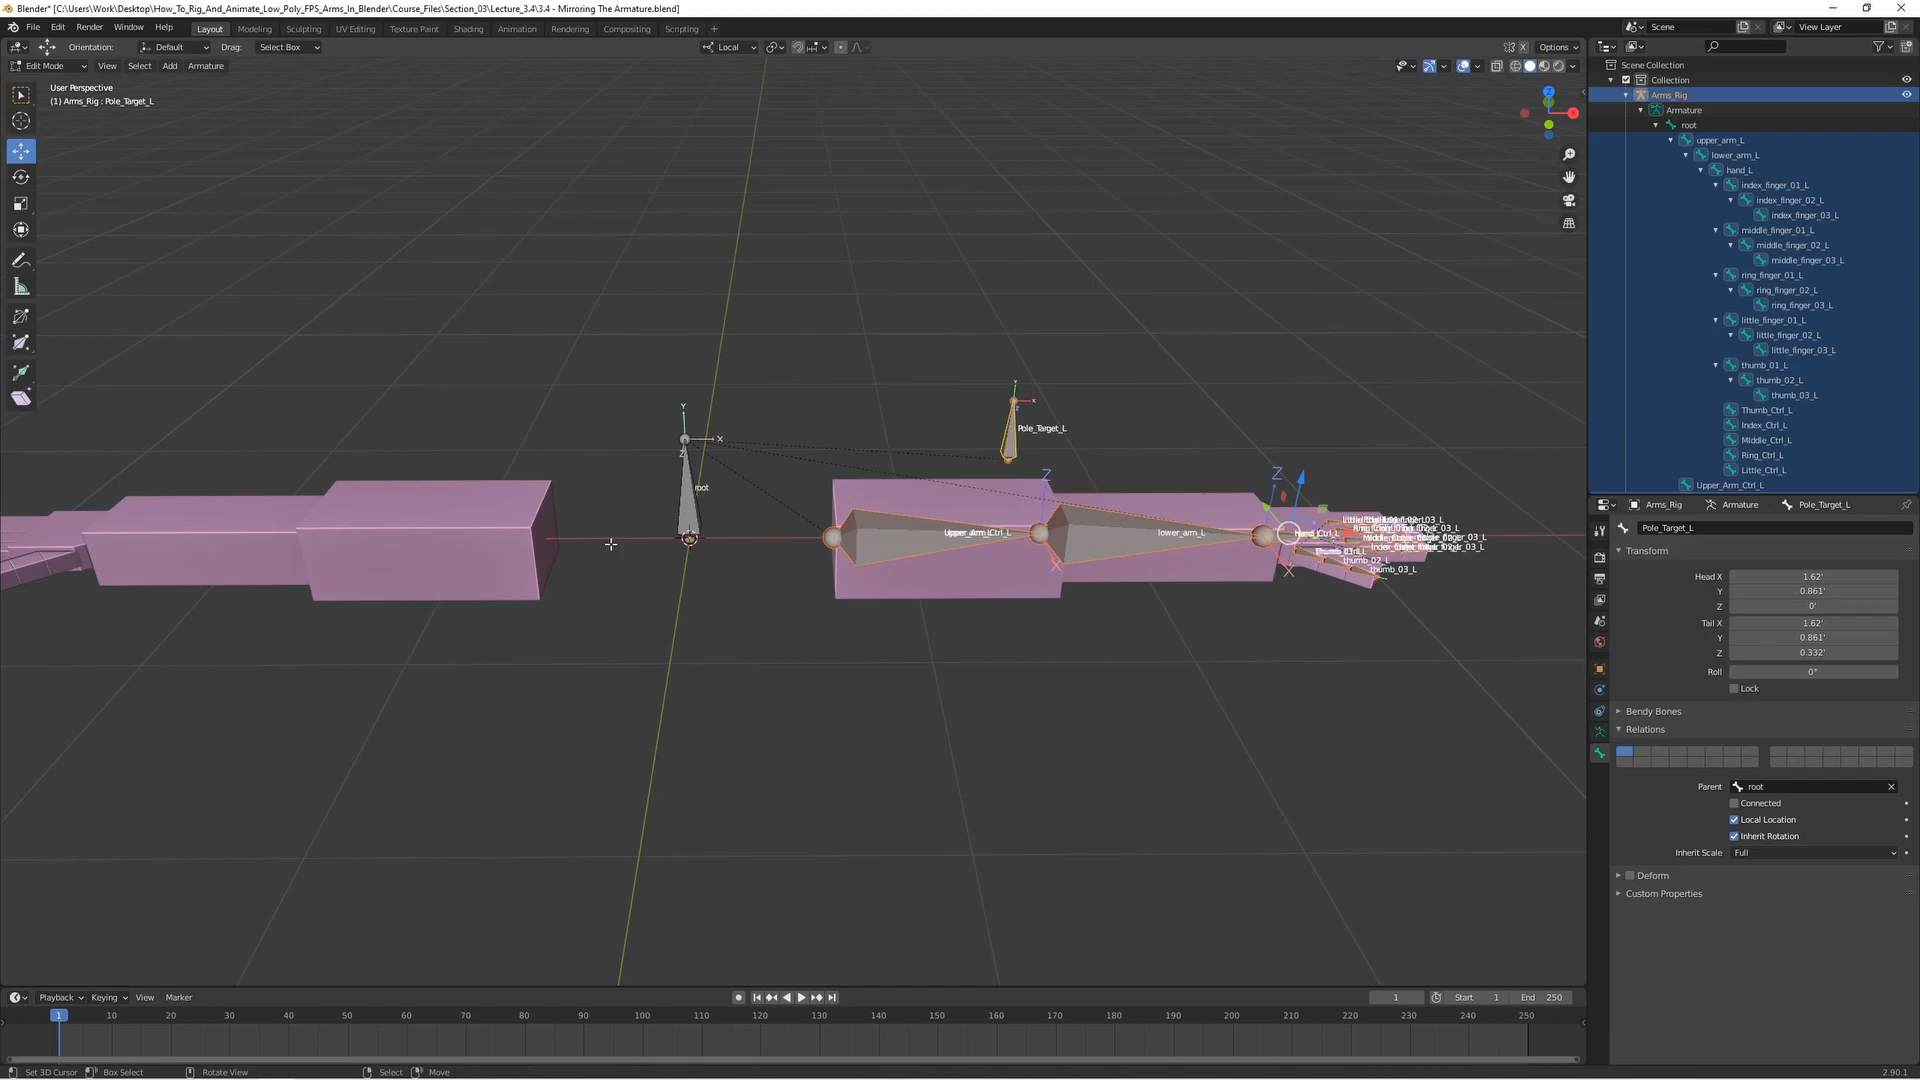 Blender* [C:\Users\Work\Desktop\How_To_Rig_And_Animate_Low_Poly_FPS_Arms_In_Blender\Course_Files\Section_03\Lecture_3.4\3.4 - Mirroring The Armature.blend]
File Edit Render Window Help Layout Modeling Sculpting UV Editing Texture Paint Shading Animation Rendering Compositing Scripting +
Scene View Layer
Orientation: Default Drag: Select Box Local X Options
Edit Mode View Select Add Armature
User Perspective
(1) Arms_Rig : Pole_Target_L
Z
X
Y
X
Z
root
Pole_Target_L
Z
Z
lower_arm_L
X
X
thumb_02_L
thumb_03_L
Scene Collection
Collection
Arms_Rig
Armature
root
upper_arm_L
lower_arm_L
hand_L
index_finger_01_L
index_finger_02_L
index_finger_03_L
middle_finger_01_L
middle_finger_02_L
middle_finger_03_L
ring_finger_01_L
ring_finger_02_L
ring_finger_03_L
little_finger_01_L
little_finger_02_L
little_finger_03_L
thumb_01_L
thumb_02_L
thumb_03_L
Thumb_Ctrl_L
Index_Ctrl_L
MIddle_Ctrl_L
Ring_Ctrl_L
Little_Ctrl_L
Upper_Arm_Ctrl_L
Arms_Rig Armature Pole_Target_L
Pole_Target_L
Transform
Head X 1.62'
Y 0.861'
Z 0'
Tail X 1.62'
Y 0.861'
Z 0.332'
Roll 0°
Lock
Bendy Bones
Relations
Parent root
Connected
Local Location
Inherit Rotation
Inherit Scale Full
Deform
Custom Properties
Playback Keying View Marker 1 Start 1 End 250
1 10 20 30 40 50 60 70 80 90 100 110 120 130 140 150 160 170 180 190 200 210 220 230 240 250
Set 3D Cursor Box Select Rotate View Select Move 2.90.1